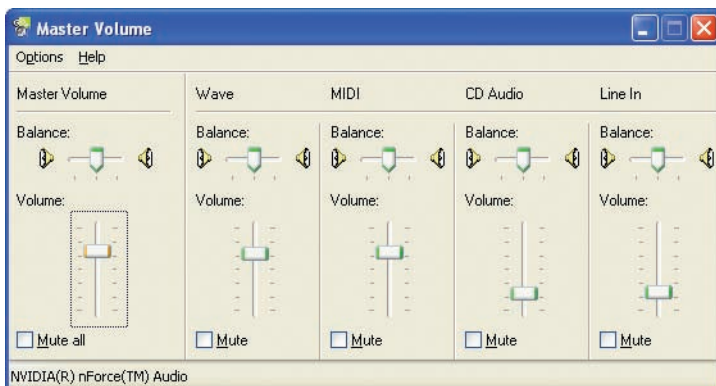 Master Volume
Options Help
Master Volume
Wave
MIDI
CD Audio
Line In
Balance:
Balance:
Balance:
Balance:
Balance:
Volume:
Volume:
Volume:
Volume:
Volume:
Mute all
Mute
Mute
Mute
Mute
NVIDIA(R) nForce(TM) Audio